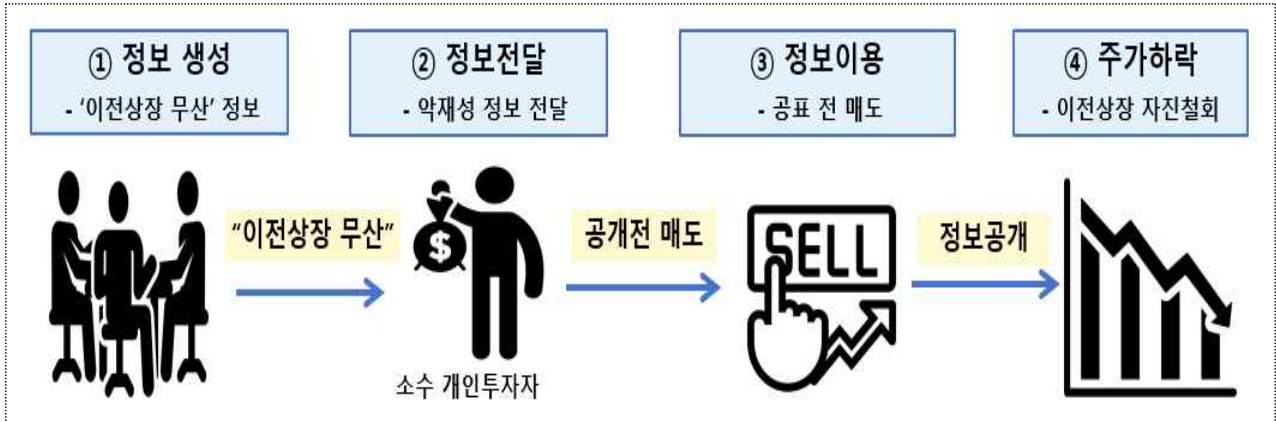 ① 정보 생성
- ‘이전상장 무산’ 정보
② 정보전달
- 악재성 정보 전달
③ 정보이용
- 공표 전 매도
④ 주가하락
- 이전상장 자진철회
“이전상장 무산”
$
소수 개인투자자
공개전 매도
SELL
정보공개